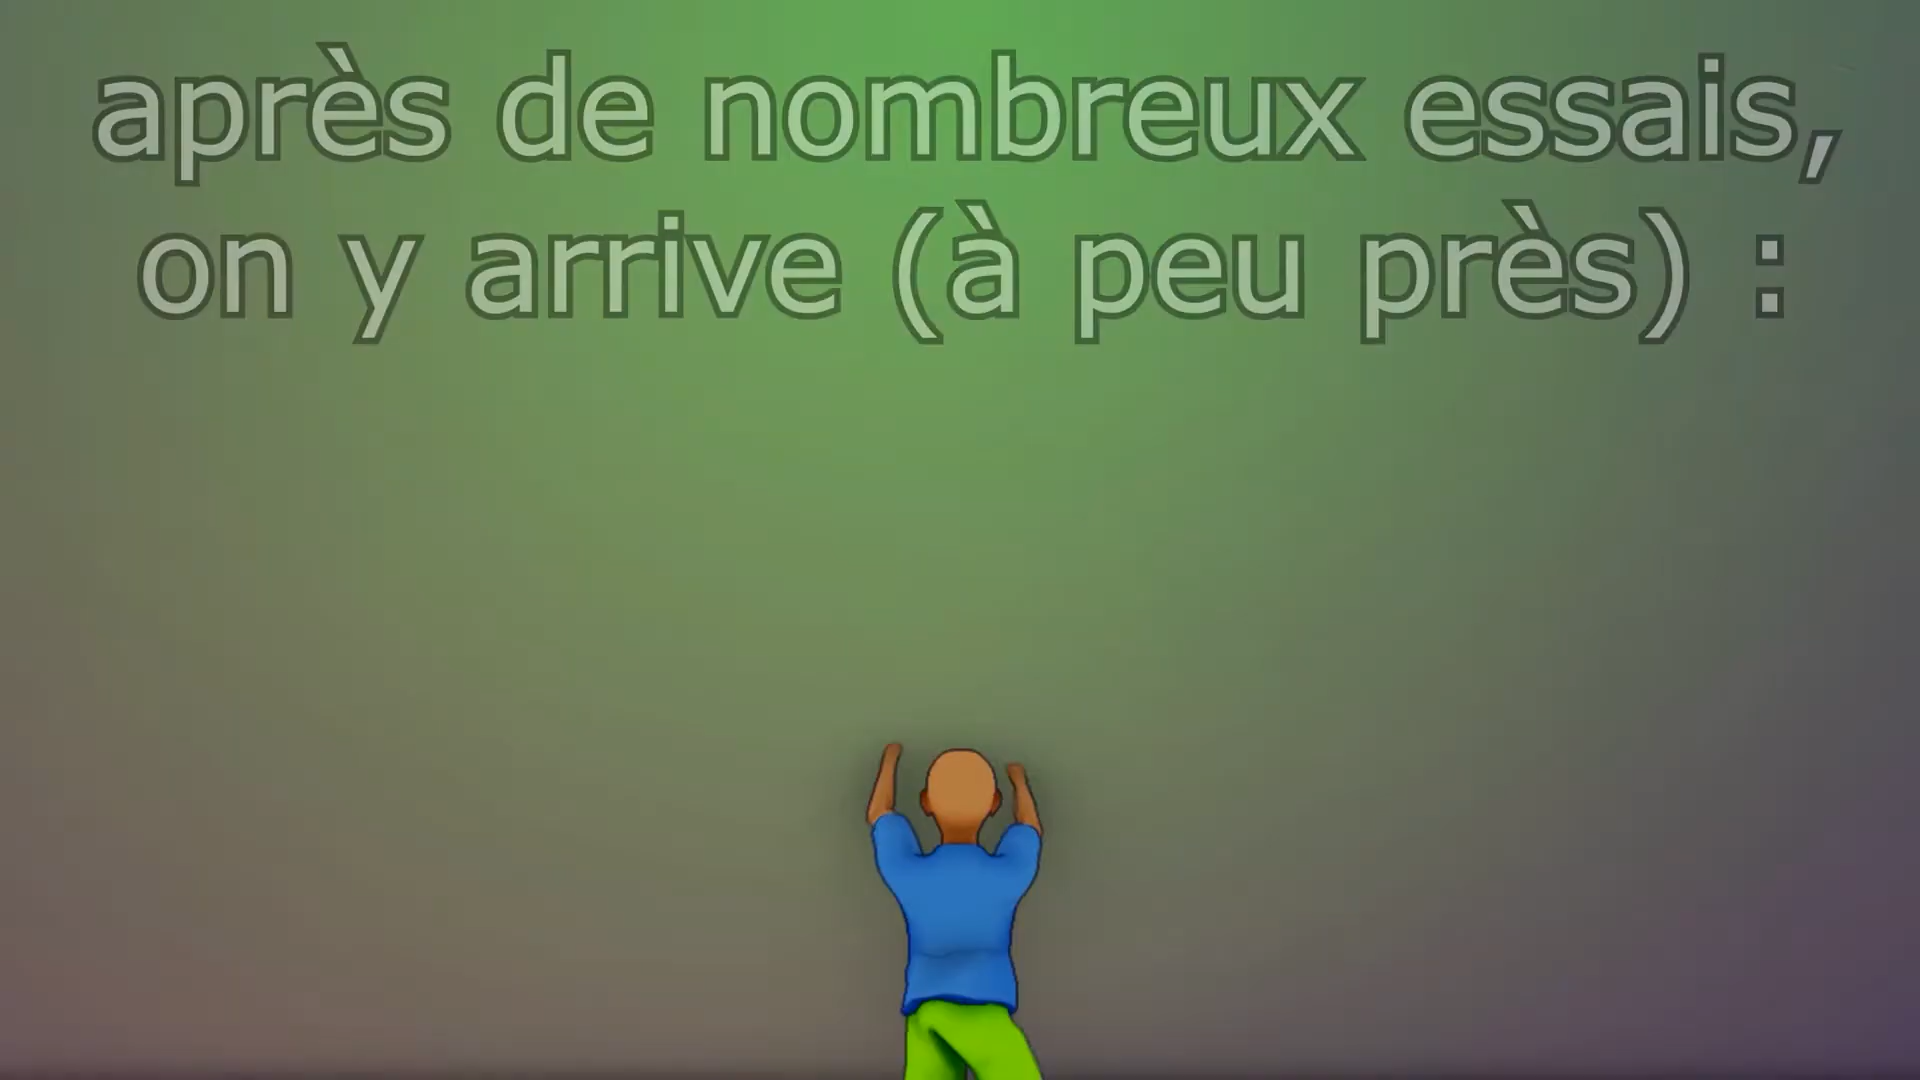 après de nombreux essais,
on y arrive (à peu près) :